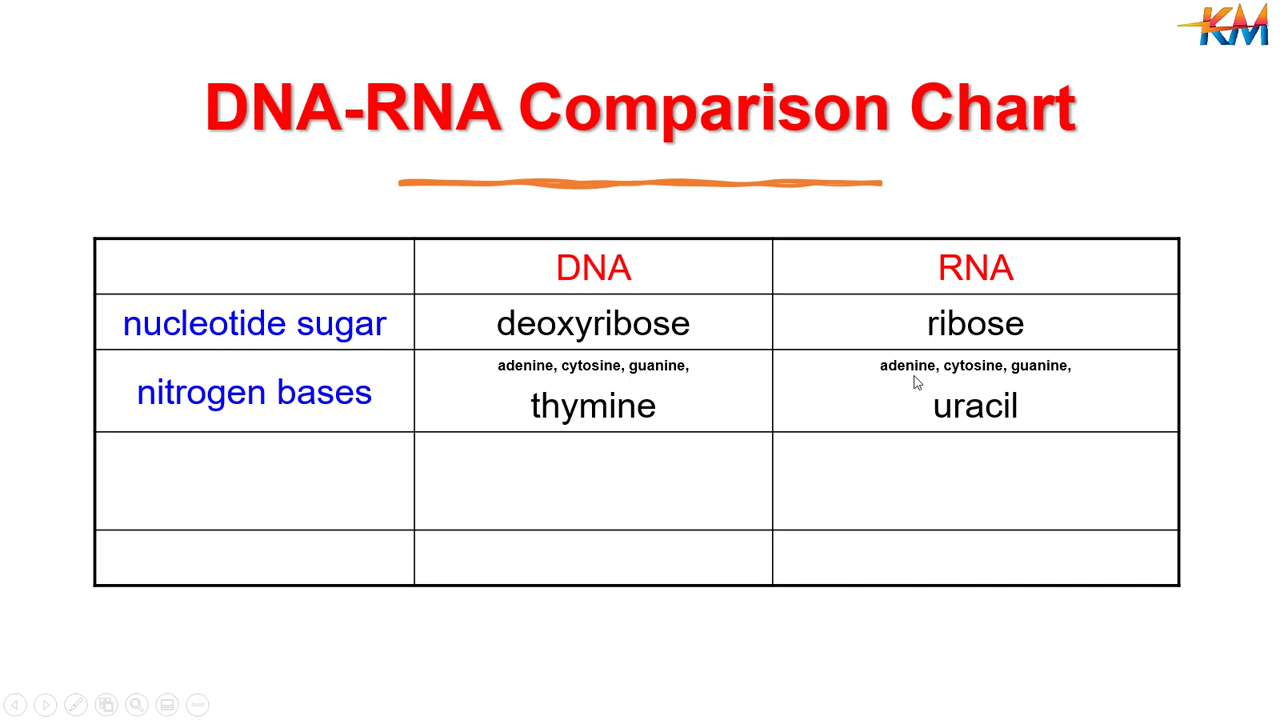 KM
DNA-RNA Comparison Chart
DNA
RNA
nucleotide sugar
deoxyribose
ribose
nitrogen bases
adenine, cytosine, guanine,
thymine
adenine, cytosine, guanine,
uracil